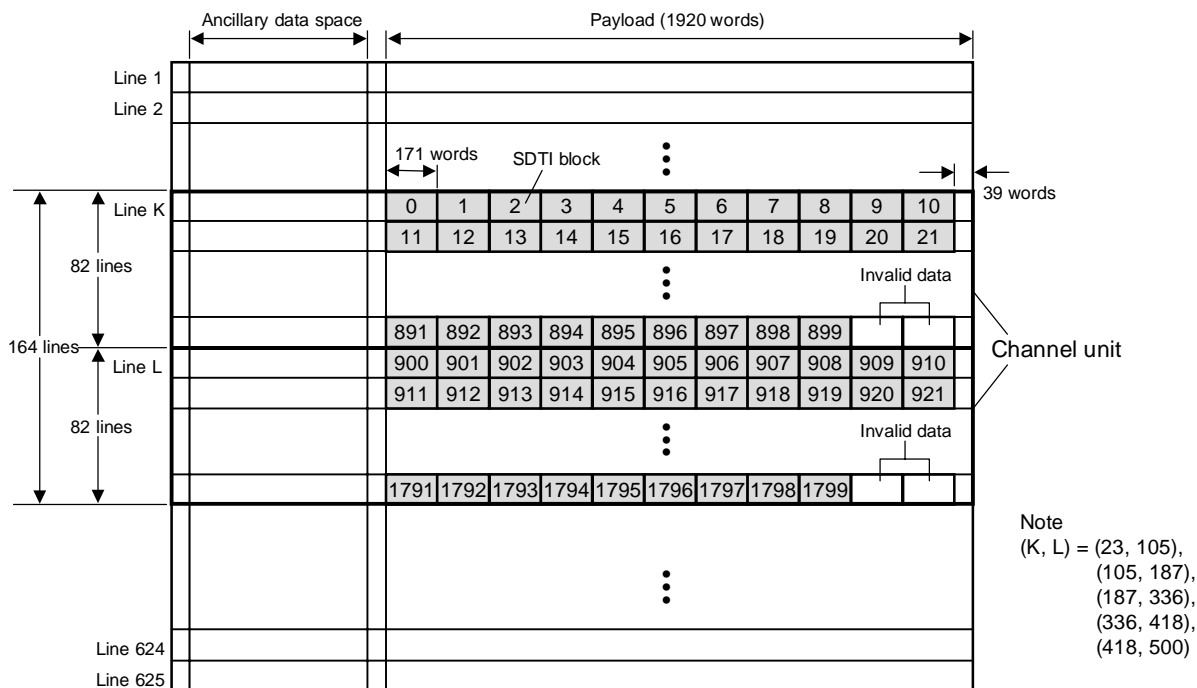 Ancillary data space Payload (1920 words)
Line 1
Line 2
171 words SDTI block
39 words
Line K 0 1 2 3 4 5 6 7 8 9 10
11 12 13 14 15 16 17 18 19 20 21
82 lines
Invalid data
891 892 893 894 895 896 897 898 899
164 lines
Channel unit
Line L 900 901 902 903 904 905 906 907 908 909 910
911 912 913 914 915 916 917 918 919 920 921
82 lines
Invalid data
1791 1792 1793 1794 1795 1796 1797 1798 1799
Note
(K, L) = (23, 105),
(105, 187),
(187, 336),
(336, 418),
(418, 500)
Line 624
Line 625